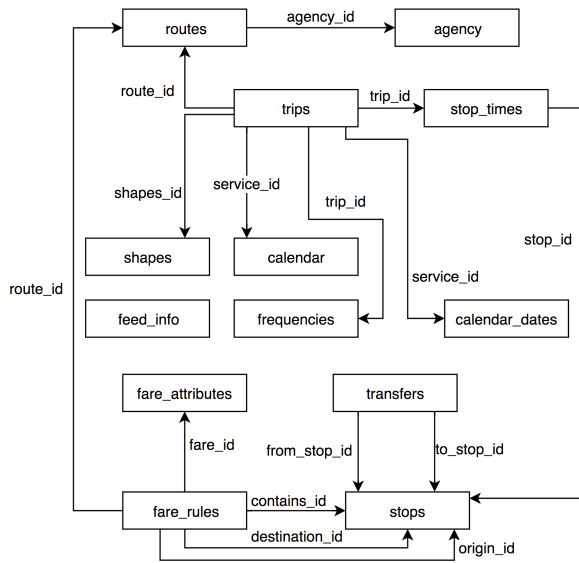 agency_id
routes
agency
route_id
trip_id
trips
stop_times
shapes_id
service_id
trip_id
stop_id
shapes
calendar
service_id
route_id
feed_info
frequencies
calendar_dates
fare_attributes
transfers
fare_id
from_stop_id
to_stop_id
contains_id
fare_rules
stops
destination_id
origin_id